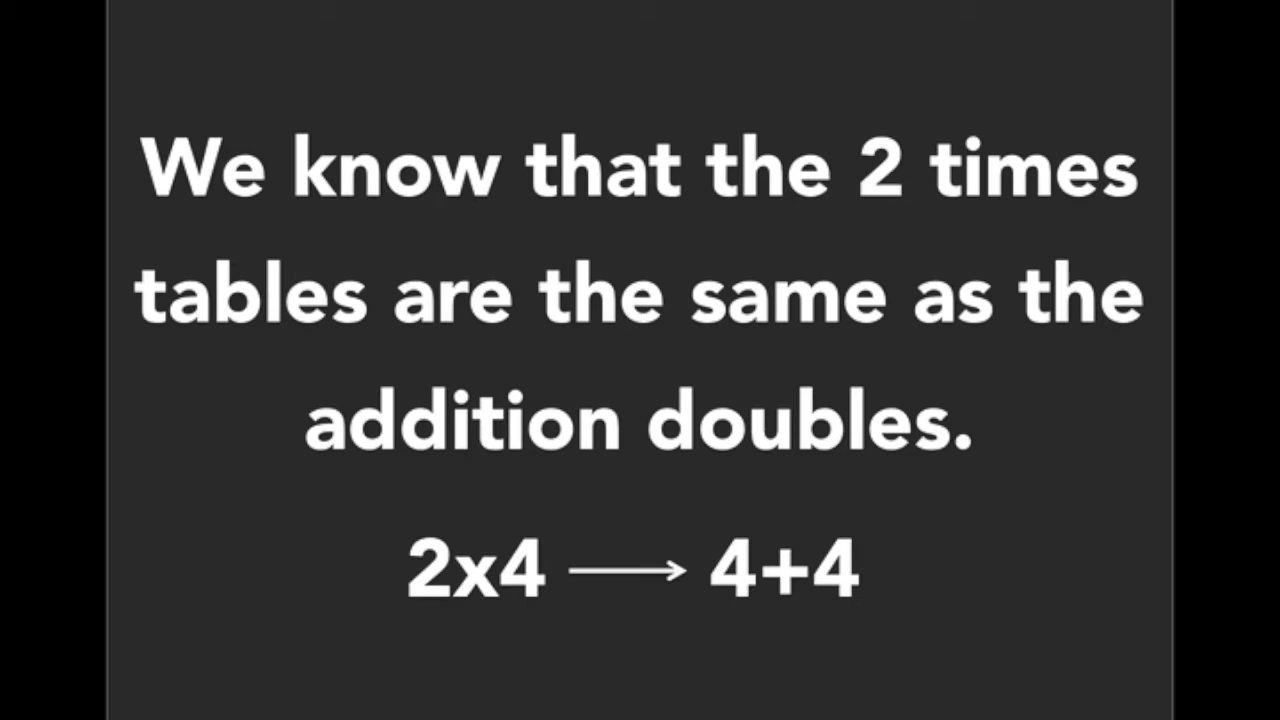 We know that the 2 times
tables are the same as the
addition doubles.
2x4 → 4+4